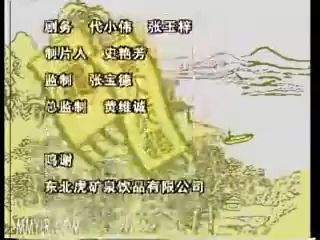 剧务 代小伟 张玉梓
制片人 史艳芳
监制 张宝德
总监制 黄维诚
鸣谢
东北虎矿泉饮品有限公司